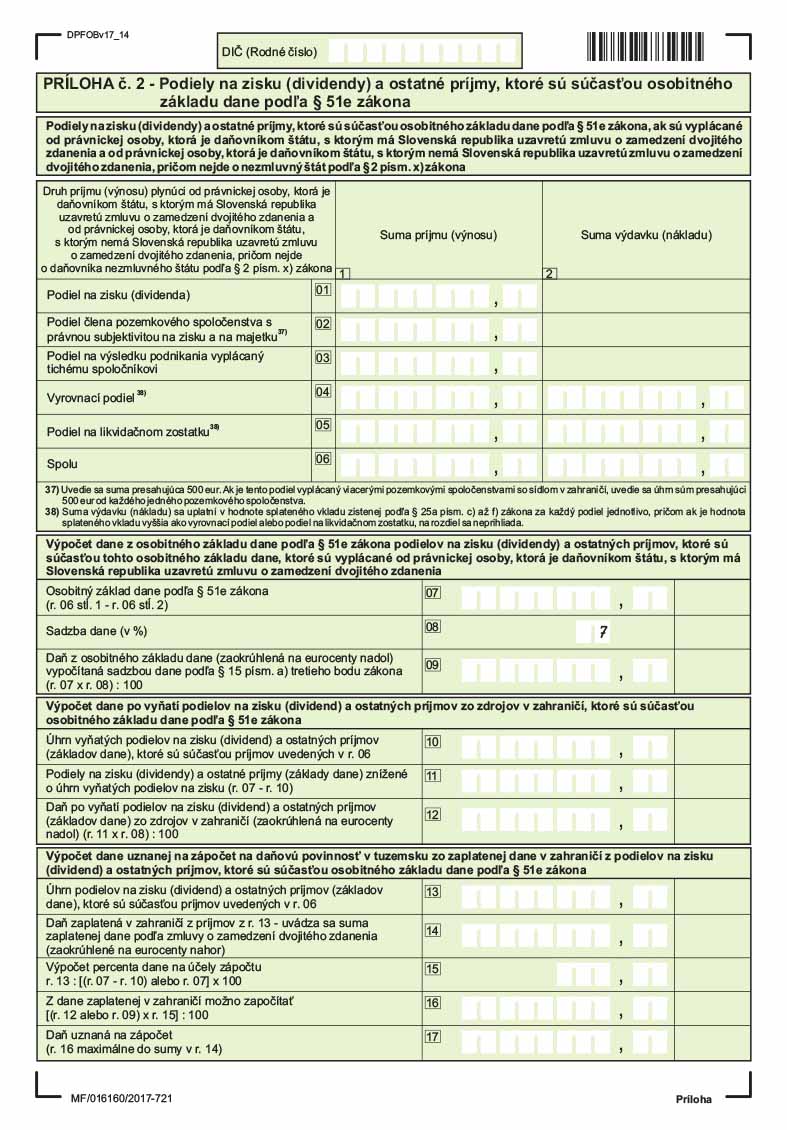 DPFOBv17_14
DIČ (Rodné číslo)
PRÍLOHA č. 2 - Podiely na zisku (dividendy) a ostatné príjmy, ktoré sú súčasťou osobitného
základu dane podľa § 51e zákona
Podiely na zisku (dividendy) a ostatné príjmy, ktoré sú súčasťou osobitného základu dane podľa § 51e zákona, ak sú vyplácané
od právnickej osoby, ktorá je daňovníkom štátu, s ktorým má Slovenská republika uzavretú zmluvu o zamedzení dvojitého
zdanenia a od právnickej osoby, ktorá je daňovníkom štátu, s ktorým nemá Slovenská republika uzavretú zmluvu o zamedzení
dvojitého zdanenia, pričom nejde o nezmluvný štát podľa § 2 písm. x) zákona
Druh príjmu (výnosu) plynúci od právnickej osoby, ktorá je
daňovníkom štátu, s ktorým má Slovenská republika
uzavretú zmluvu o zamedzení dvojitého zdanenia a
od právnickej osoby, ktorá je daňovníkom štátu,
s ktorým nemá Slovenská republika uzavretú zmluvu
o zamedzení dvojitého zdanenia, pričom nejde
o daňovníka nezmluvného štátu podľa § 2 písm. x) zákona
Suma príjmu (výnosu)
1
Suma výdavku (nákladu)
2
Podiel na zisku (dividenda) 01 ,
Podiel člena pozemkového spoločenstva s
právnou subjektivitou na zisku a na majetku37) 02 ,
Podiel na výsledku podnikania vyplácaný
tichému spoločníkovi 03 ,
Vyrovnací podiel 38) 04 , ,
Podiel na likvidačnom zostatku38) 05 , ,
Spolu 06 , ,
37) Uvedie sa suma presahujúca 500 eur. Ak je tento podiel vyplácaný viacerými pozemkovými spoločenstvami so sídlom v zahraničí, uvedie sa úhrn súm presahujúci
500 eur od každého jedného pozemkového spoločenstva.
38) Suma výdavku (nákladu) sa uplatní v hodnote splateného vkladu zistenej podľa § 25a písm. c) až f) zákona za každý podiel jednotlivo, pričom ak je hodnota
splateného vkladu vyššia ako vyrovnací podiel alebo podiel na likvidačnom zostatku, na rozdiel sa neprihliada.
Výpočet dane z osobitného základu dane podľa § 51e zákona podielov na zisku (dividendy) a ostatných príjmov, ktoré sú
súčasťou tohto osobitného základu dane, ktoré sú vyplácané od právnickej osoby, ktorá je daňovníkom štátu, s ktorým má
Slovenská republika uzavretú zmluvu o zamedzení dvojitého zdanenia
Osobitný základ dane podľa § 51e zákona
(r. 06 stĺ. 1 - r. 06 stĺ. 2) 07 ,
Sadzba dane (v %) 08 7
Daň z osobitného základu dane (zaokrúhlená na eurocenty nadol)
vypočítaná sadzbou dane podľa § 15 písm. a) tretieho bodu zákona
(r. 07 x r. 08) : 100 09 ,
Výpočet dane po vyňatí podielov na zisku (dividend) a ostatných príjmov zo zdrojov v zahraničí, ktoré sú súčasťou
osobitného základu dane podľa § 51e zákona
Úhrn vyňatých podielov na zisku (dividend) a ostatných príjmov
(základov dane), ktoré sú súčasťou príjmov uvedených v r. 06 10 ,
Podiely na zisku (dividendy) a ostatné príjmy (základy dane) znížené
o úhrn vyňatých podielov na zisku (r. 07 - r. 10) 11 ,
Daň po vyňatí podielov na zisku (dividend) a ostatných príjmov
(základov dane) zo zdrojov v zahraničí (zaokrúhlená na eurocenty
nadol) (r. 11 x r. 08) : 100 12 ,
Výpočet dane uznanej na zápočet na daňovú povinnosť v tuzemsku zo zaplatenej dane v zahraničí z podielov na zisku
(dividend) a ostatných príjmov, ktoré sú súčasťou osobitného základu dane podľa § 51e zákona
Úhrn podielov na zisku (dividend) a ostatných príjmov (základov
dane), ktoré sú súčasťou príjmov uvedených v r. 06 13 ,
Daň zaplatená v zahraničí z príjmov z r. 13 - uvádza sa suma
zaplatenej dane podľa zmluvy o zamedzení dvojitého zdanenia
(zaokrúhlené na eurocenty nahor) 14 ,
Výpočet percenta dane na účely zápočtu
r. 13 : [(r. 07 - r. 10) alebo r. 07] x 100 15 ,
Z dane zaplatenej v zahraničí možno započítať
[(r. 12 alebo r. 09) x r. 15] : 100 16 ,
Daň uznaná na zápočet
(r. 16 maximálne do sumy v r. 14) 17 ,
MF/016160/2017-721
Príloha